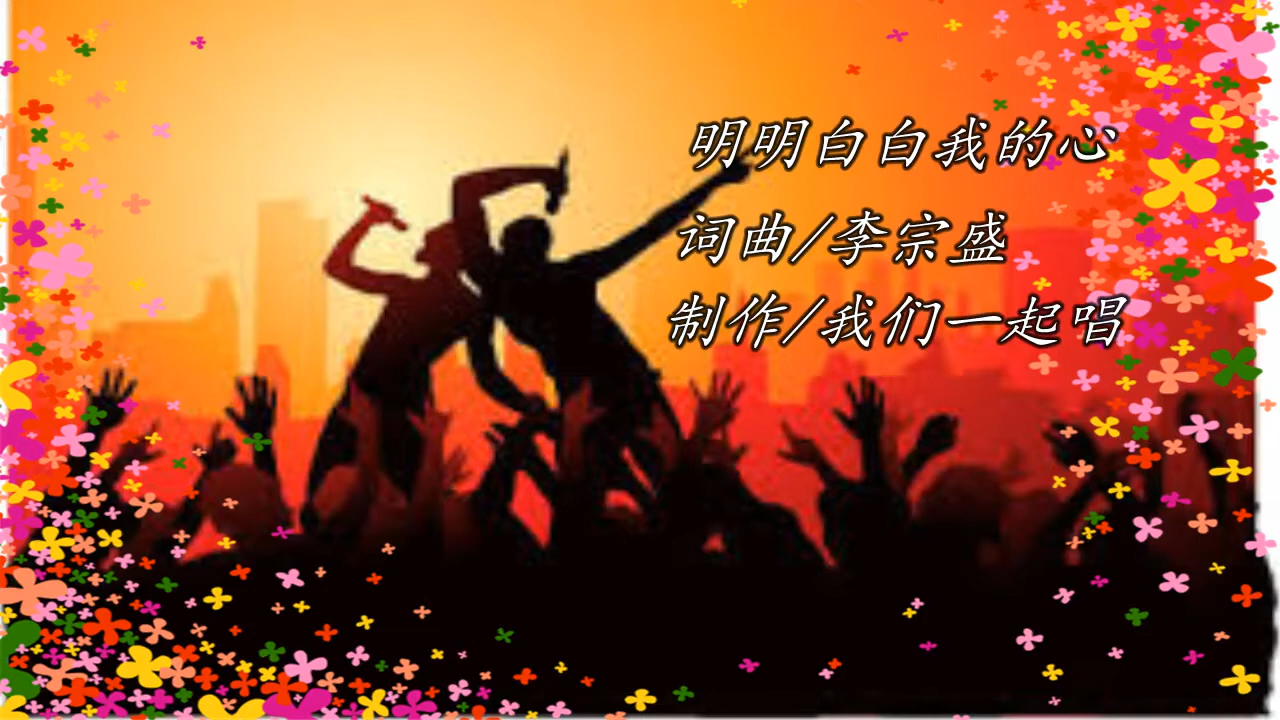 明明白白我的心
词曲/李宗盛
制作/我们一起唱